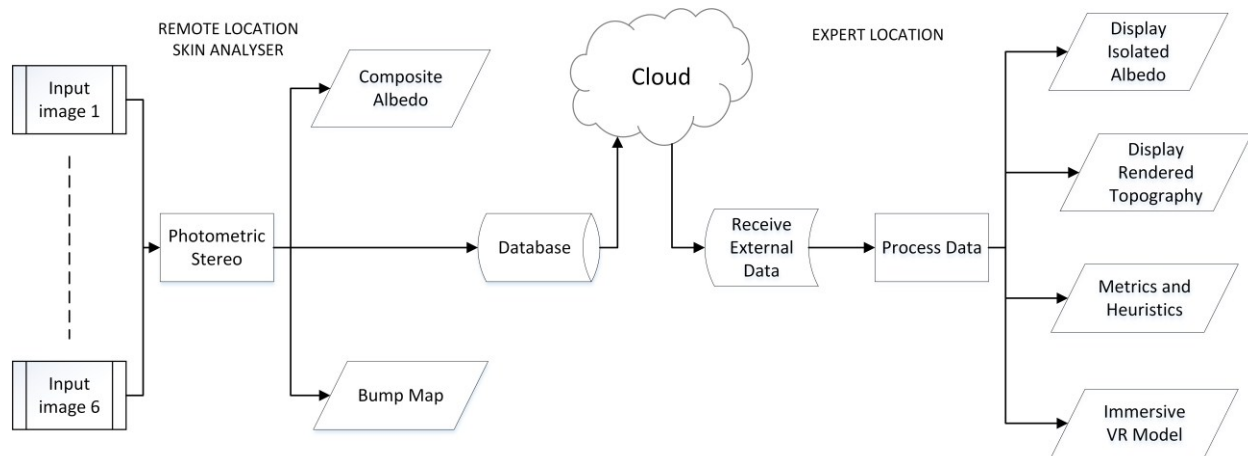 REMOTE LOCATION
SKIN ANALYSER
EXPERT LOCATION
Input
image 1
Input
image 6
Photometric
Stereo
Composite
Albedo
Database
Bump Map
Cloud
Receive
External
Data
Process Data
Display
Isolated
Albedo
Display
Rendered
Topography
Metrics and
Heuristics
Immersive
VR Model